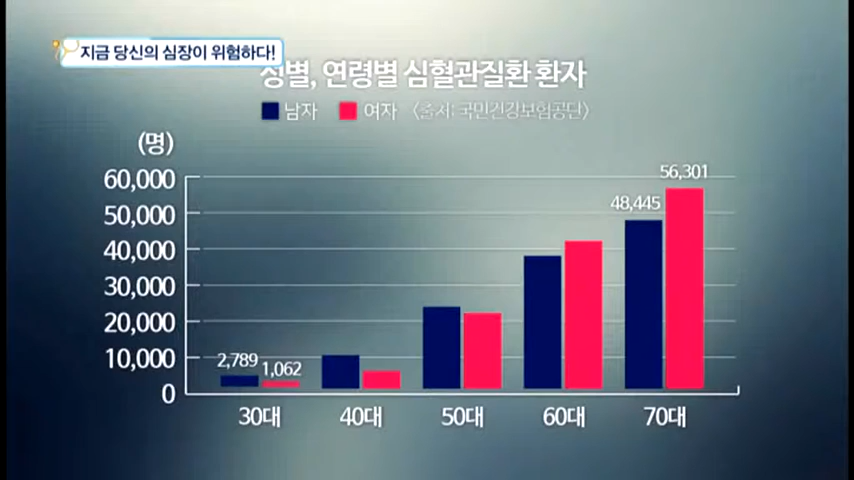 지금 당신의 심장이 위험하다!
성별, 연령별 심혈관질환 환자
남자 여자 〈출처: 국민건강보험공단〉
(명)
60,000
50,000
40,000
30,000
20,000
10,000
0
2,789
1,062
48,445
56,301
30대 40대 50대 60대 70대